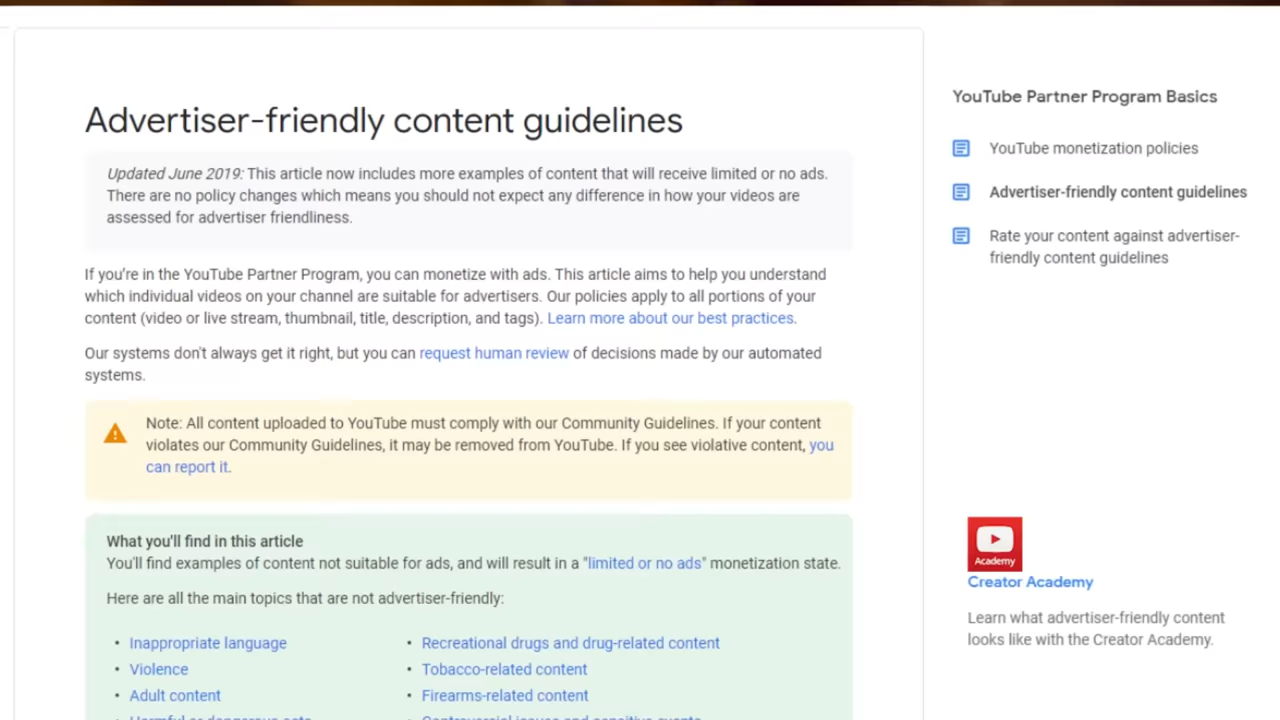 Advertiser-friendly content guidelines
Updated June 2019: This article now includes more examples of content that will receive limited or no ads.
There are no policy changes which means you should not expect any difference in how your videos are
assessed for advertiser friendliness.
If you're in the YouTube Partner Program, you can monetize with ads. This article aims to help you understand
which individual videos on your channel are suitable for advertisers. Our policies apply to all portions of your
content (video or live stream, thumbnail, title, description, and tags). Learn more about our best practices.
Our systems don't always get it right, but you can request human review of decisions made by our automated
systems.
Note: All content uploaded to YouTube must comply with our Community Guidelines. If your content
violates our Community Guidelines, it may be removed from YouTube. If you see violative content, you
can report it.
What you'll find in this article
You'll find examples of content not suitable for ads, and will result in a "limited or no ads" monetization state.
Here are all the main topics that are not advertiser-friendly:
• Inappropriate language
• Violence
• Adult content
• Harmful or dangerous acts
• Recreational drugs and drug-related content
• Tobacco-related content
• Firearms-related content
• Controversial issues and sensitive events
YouTube Partner Program Basics
YouTube monetization policies
Advertiser-friendly content guidelines
Rate your content against advertiser-
friendly content guidelines
Academy
Creator Academy
Learn what advertiser-friendly content
looks like with the Creator Academy.